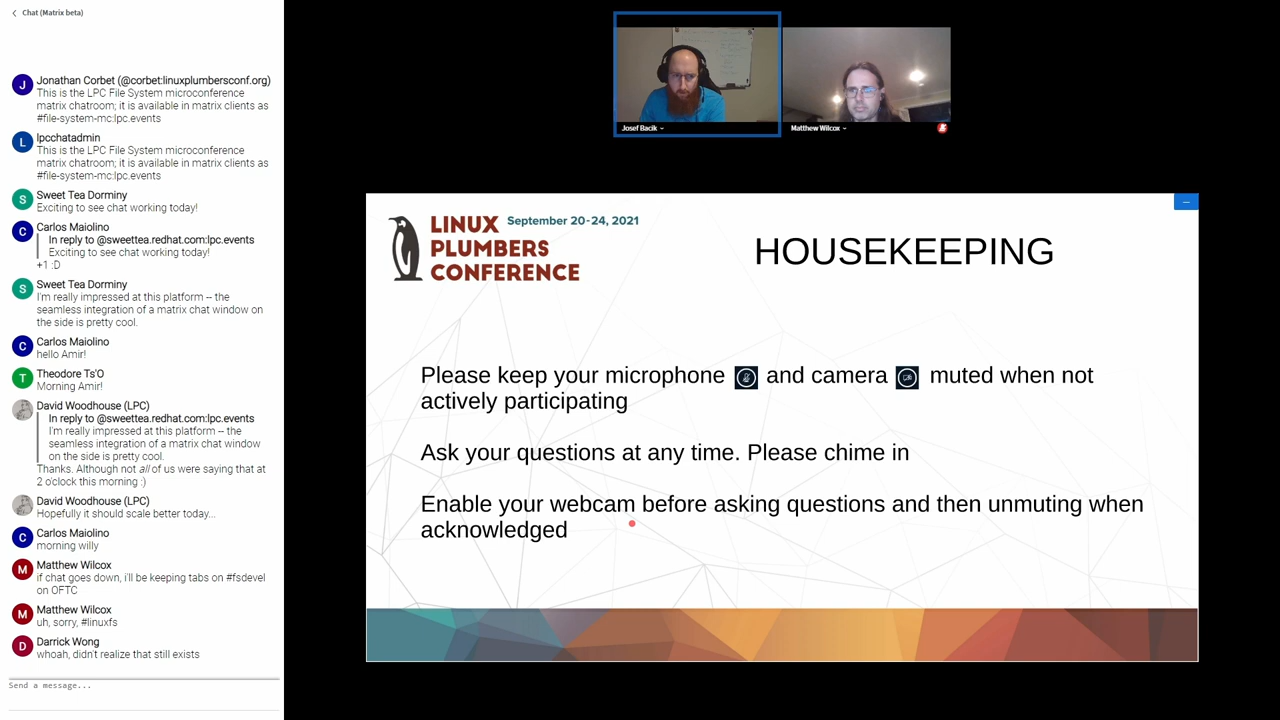 Chat (Matrix beta)
Jonathan Corbet (@corbet:linuxplumbersconf.org)
This is the LPC File System microconference
matrix chatroom; it is available in matrix clients as
#file-system-mc:lpc.events
lpcchatadmin
This is the LPC File System microconference
matrix chatroom; it is available in matrix clients as
#file-system-mc:lpc.events
Sweet Tea Dorminy
Exciting to see chat working today!
Carlos Maiolino
In reply to @sweettea.redhat.com:lpc.events
Exciting to see chat working today!
+1 :D
Sweet Tea Dorminy
I'm really impressed at this platform -- the
seamless integration of a matrix chat window on
the side is pretty cool.
Carlos Maiolino
hello Amir!
Theodore Ts'O
Morning Amir!
David Woodhouse (LPC)
In reply to @sweettea.redhat.com:lpc.events
I'm really impressed at this platform -- the
seamless integration of a matrix chat window
on the side is pretty cool.
Thanks. Although not all of us were saying that at
2 o'clock this morning :)
David Woodhouse (LPC)
Hopefully it should scale better today...
Carlos Maiolino
morning willy
Matthew Wilcox
if chat goes down, i'll be keeping tabs on #fsdevel
on OFTC
Matthew Wilcox
uh, sorry, #linuxfs
Darrick Wong
whoah, didn't realize that still exists
Send a message...
Josef Bacik
Matthew Wilcox
LINUX
PLUMBERS
CONFERENCE
September 20-24, 2021
HOUSEKEEPING
Please keep your microphone and camera muted when not
actively participating
Ask your questions at any time. Please chime in
Enable your webcam before asking questions and then unmuting when
acknowledged